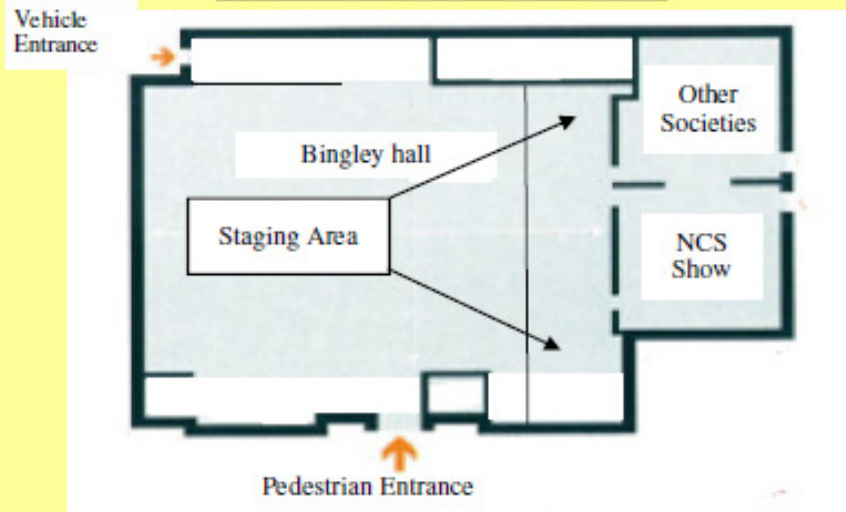 Vehicle
Entrance
Other
Societies
Bingley hall
Staging Area
NCS
Show
Pedestrian Entrance